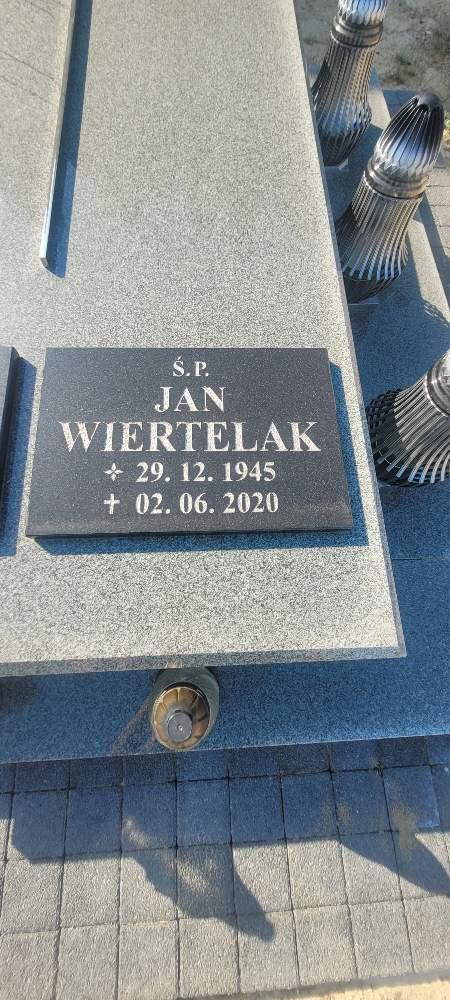 Ś.P.
JAN
WIERTELAK
29. 12. 1945
02. 06. 2020